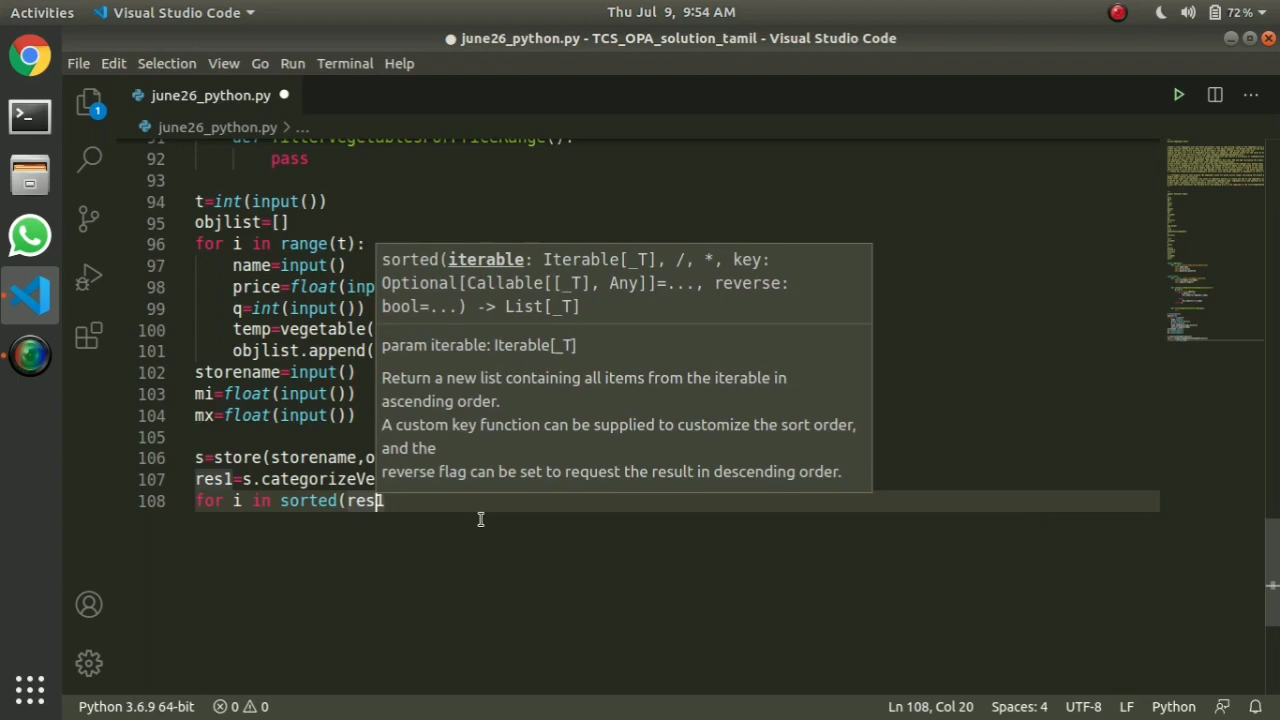 Activities Visual Studio Code Thu Jul 9, 9:54 AM 72%
june26_python.py - TCS_OPA_solution_tamil - Visual Studio Code
File Edit Selection View Go Run Terminal Help
june26_python.py
1
june26_python.py > ...
92 pass
93
94 t=int(input())
95 objlist=[]
96 for i in range(t):
97 name=input()
98 price=float(inp
99 q=int(input())
100 temp=vegetable(
101 objlist.append(
102 storename=input()
103 mi=float(input())
104 mx=float(input())
105
106 s=store(storename,o
107 res1=s.categorizeVe
108 for i in sorted(res1
sorted(iterable: Iterable[_T], /, *, key:
Optional[Callable[[_T], Any]]=..., reverse:
bool=...) -> List[_T]
param iterable: Iterable[_T]
Return a new list containing all items from the iterable in
ascending order.
A custom key function can be supplied to customize the sort order,
and the
reverse flag can be set to request the result in descending order.
Python 3.6.9 64-bit 0 0 Ln 108, Col 20 Spaces: 4 UTF-8 LF Python